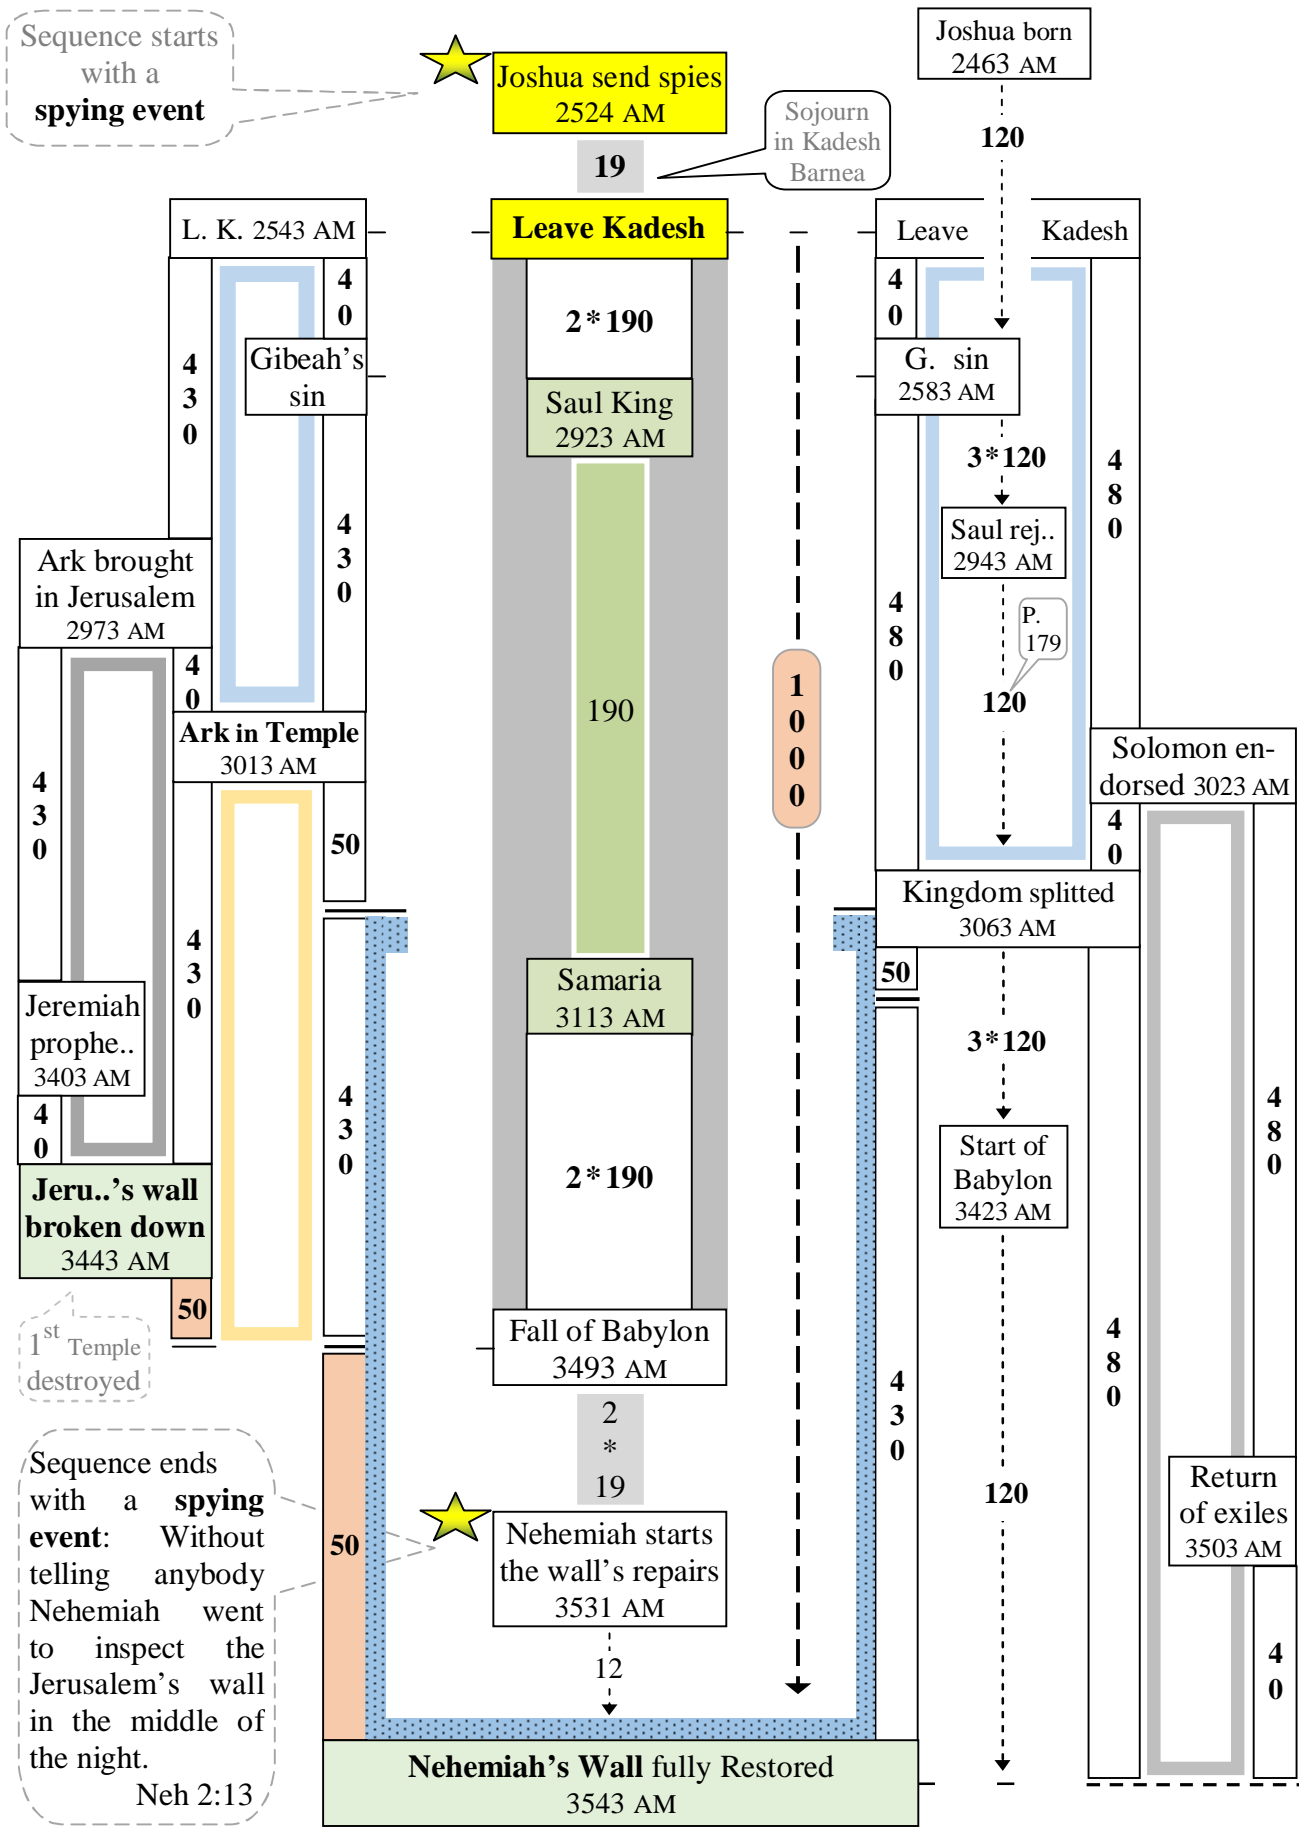 Sequence starts
with a
spying event
Joshua send spies
2524 AM
19
Sojourn
in Kadesh
Barnea
Joshua born
2463 AM
120
L. K. 2543 AM
Leave Kadesh
Leave Kadesh
4
0
4
3
0
Gibeah's
sin
4
3
0
2*190
Saul King
2923 AM
190
4
0
G. sin
2583 AM
3*120
4
8
0
Saul rej..
2943 AM
4
8
0
P.
179
120
1
0
0
0
Ark brought
in Jerusalem
2973 AM
4
0
Ark in Temple
3013 AM
4
3
0
50
4
3
0
Jeremiah
prophe..
3403 AM
4
0
Jeru..'s wall
broken down
3443 AM
50
1st Temple
destroyed
4
3
0
Samaria
3113 AM
2*190
Fall of Babylon
3493 AM
2
*
19
Nehemiah starts
the wall's repairs
3531 AM
12
Solomon en-
dorsed 3023 AM
4
0
Kingdom splitted
3063 AM
50
3*120
Start of
Babylon
3423 AM
4
8
0
4
8
0
4
3
0
120
Return
of exiles
3503 AM
4
0
Sequence ends
with a spying
event: Without
telling anybody
Nehemiah went
to inspect the
Jerusalem's wall
in the middle of
the night.
Neh 2:13
50
Nehemiah's Wall fully Restored
3543 AM